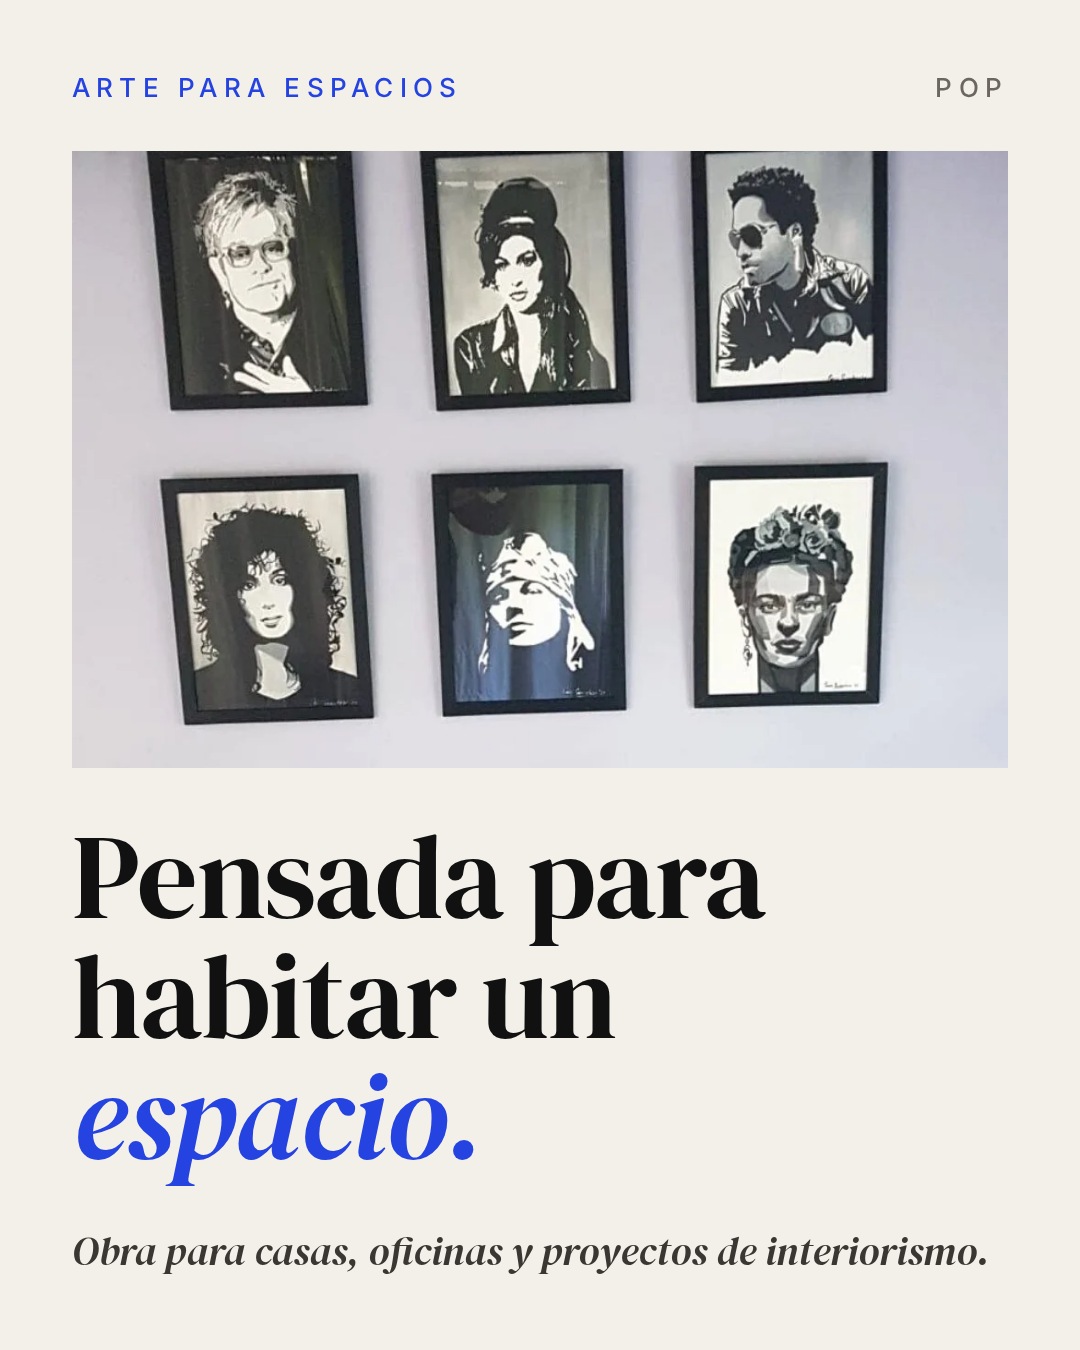 ARTE PARA ESPACIOS
POP
Pensada para
habitar un
espacio.
Obra para casas, oficinas y proyectos de interiorismo.